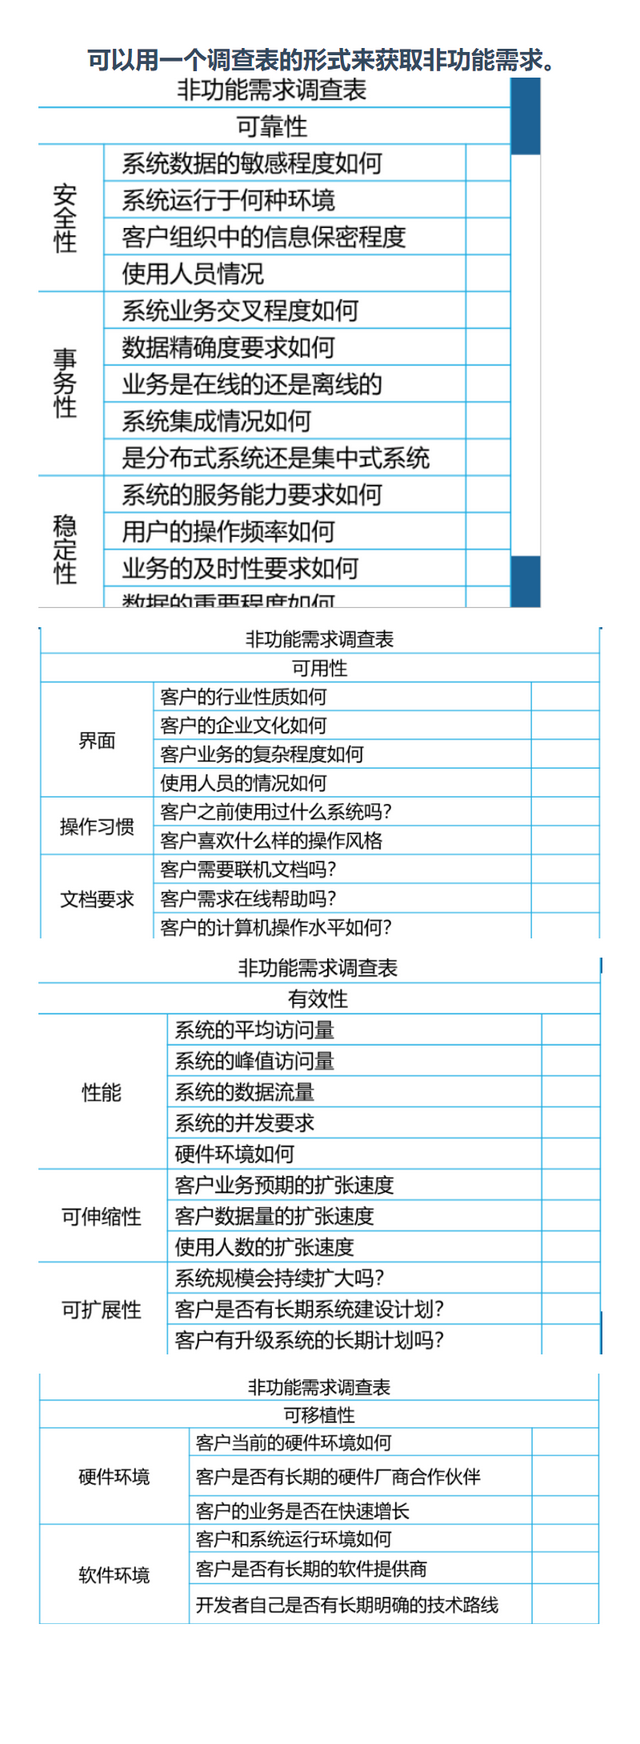 可以用一个调查表的形式来获取非功能需求。
非功能需求调查表
可靠性
安全性
系统数据的敏感程度如何
系统运行于何种环境
客户组织中的信息保密程度
使用人员情况
事务性
系统业务交叉程度如何
数据精确度要求如何
业务是在线的还是离线的
系统集成情况如何
是分布式系统还是集中式系统
稳定性
系统的服务能力要求如何
用户的操作频率如何
业务的及时性要求如何
数据的重要程度如何
非功能需求调查表
可用性
界面
客户的行业性质如何
客户的企业文化如何
客户业务的复杂程度如何
使用人员的情况如何
操作习惯
客户之前使用过什么系统吗?
客户喜欢什么样的操作风格
文档要求
客户需要联机文档吗?
客户需求在线帮助吗?
客户的计算机操作水平如何?
非功能需求调查表
有效性
性能
系统的平均访问量
系统的峰值访问量
系统的数据流量
系统的并发要求
硬件环境如何
可伸缩性
客户业务预期的扩张速度
客户数据量的扩张速度
使用人数的扩张速度
可扩展性
系统规模会持续扩大吗?
客户是否有长期系统建设计划?
客户有升级系统的长期计划吗?
非功能需求调查表
可移植性
硬件环境
客户当前的硬件环境如何
客户是否有长期的硬件厂商合作伙伴
客户的业务是否在快速增长
软件环境
客户和系统运行环境如何
客户是否有长期的软件提供商
开发者自己是否有长期明确的技术路线